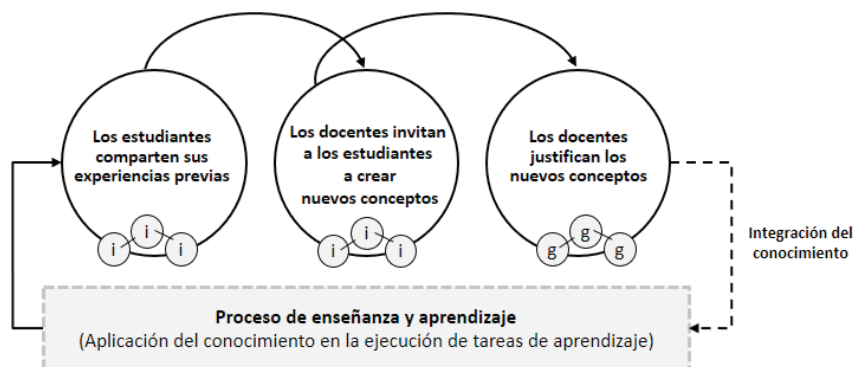 Los estudiantes
comparten sus
experiencias previas
i
i
i
Los docentes invitan
a los estudiantes
a crear
nuevos conceptos
i
i
i
Los docentes
justifican los
nuevos conceptos
g
g
g
Integración del
conocimiento
Proceso de enseñanza y aprendizaje
(Aplicación del conocimiento en la ejecución de tareas de aprendizaje)